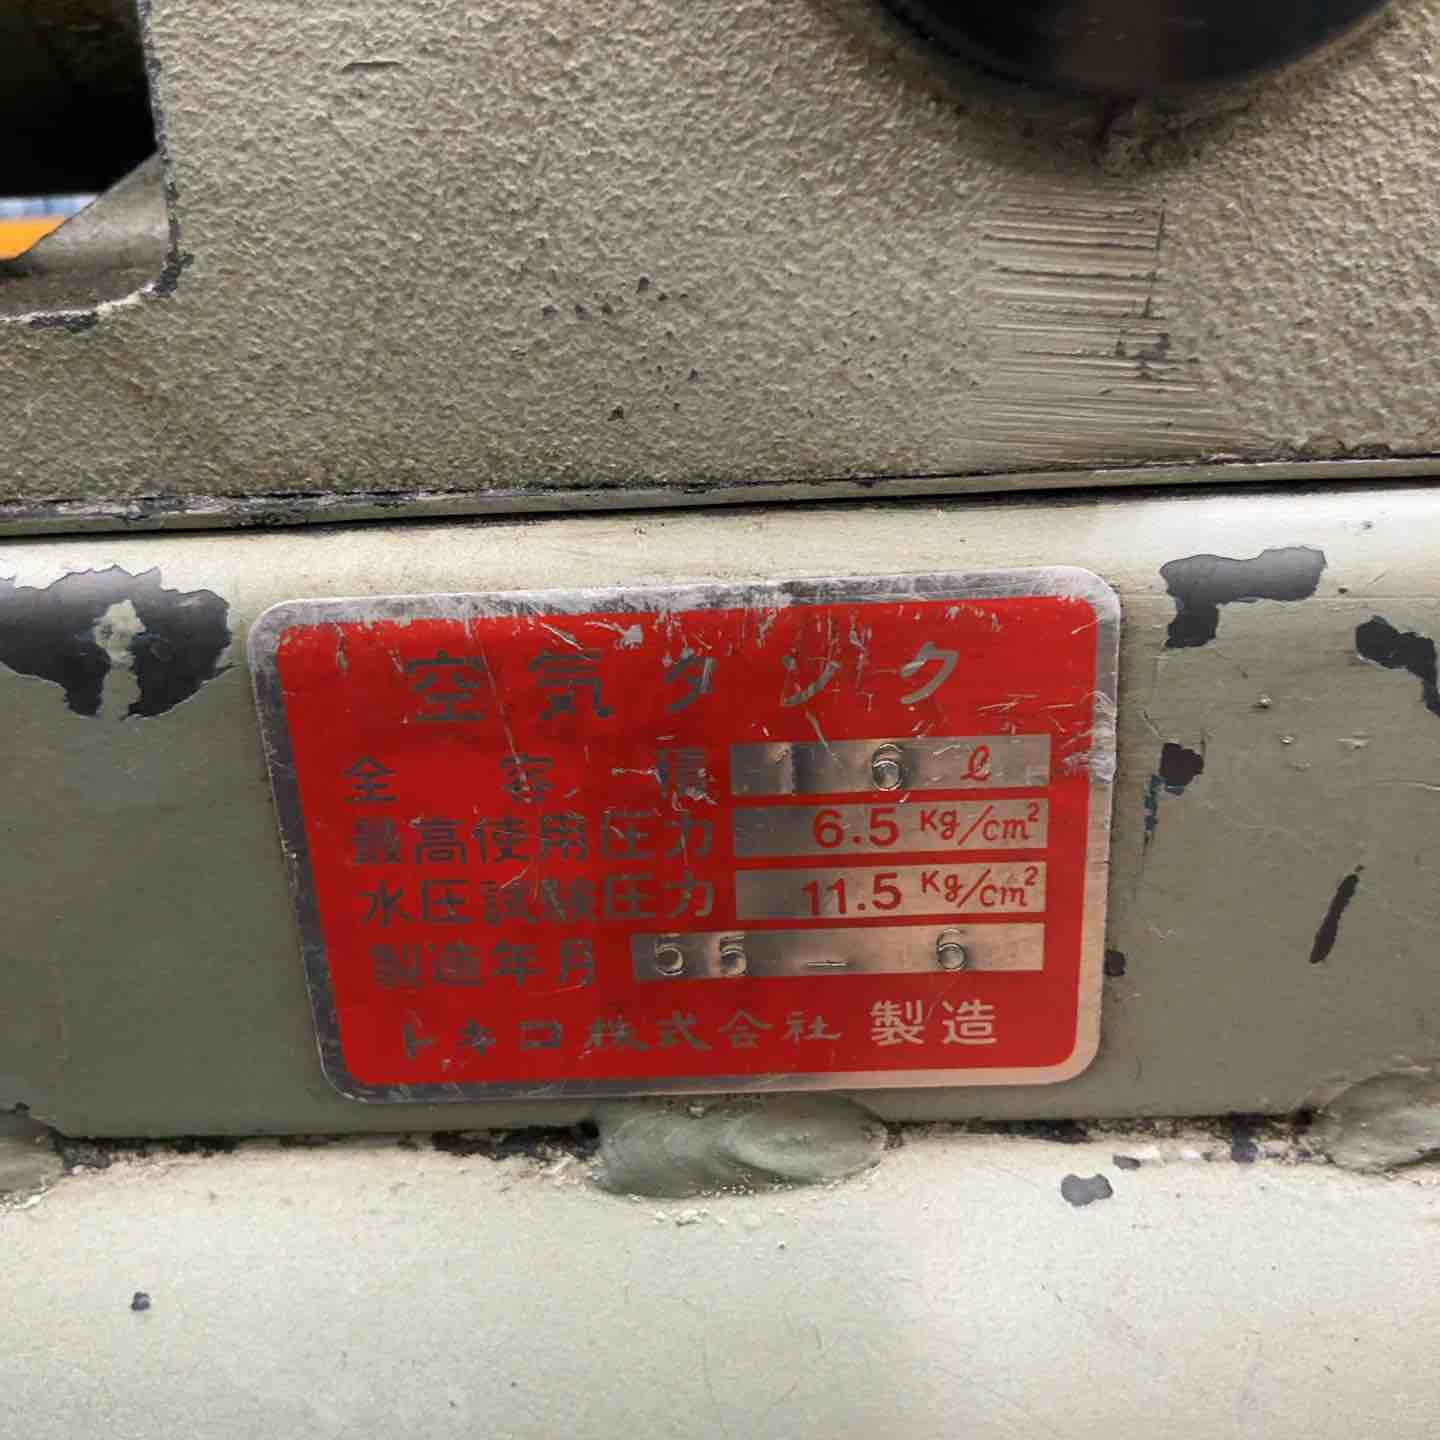 空気タンク
全容積 16 ℓ
最高使用圧力 6.5 Kg/cm²
水圧試験圧力 11.5 Kg/cm²
製造年月 55 - 6
トキコ株式会社 製造